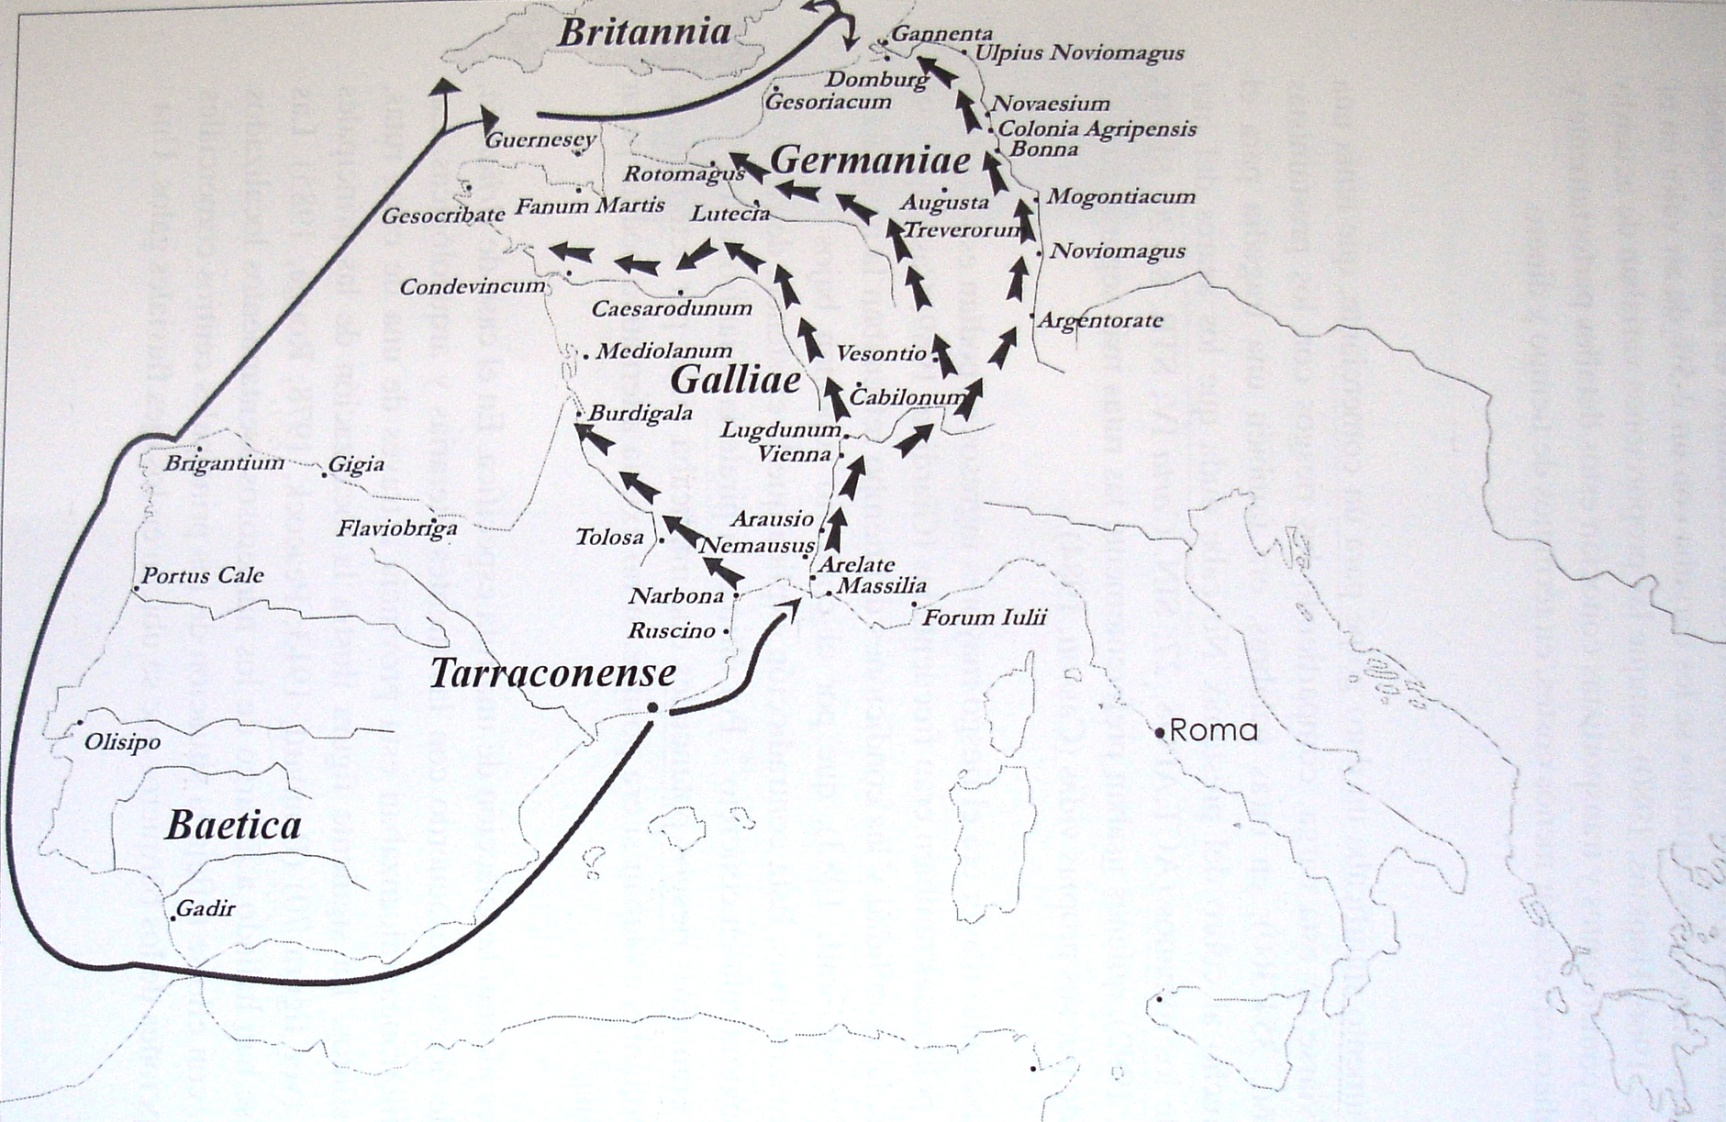 Britannia
Gannenta
Ulpius Noviomagus
Domburg
Gesoriacum
Novaesium
Colonia Agripensis
Bonna
Guernesey
Germaniae
Rotomagus
Mogontiacum
Augusta
Treverorum
Gesocribate
Fanum Martis
Lutecia
Noviomagus
Condevincum
Caesarodunum
Argentorate
Mediolanum
Vesontio
Galliae
Cabilonum
Burdigala
Lugdunum
Vienna
Brigantium
Gigia
Flaviobriga
Tolosa
Arausio
Nemausus
Arelate
Portus Cale
Massilia
Narbona
Forum Iulii
Ruscino
Tarraconense
Roma
Olisipo
Baetica
Gadir